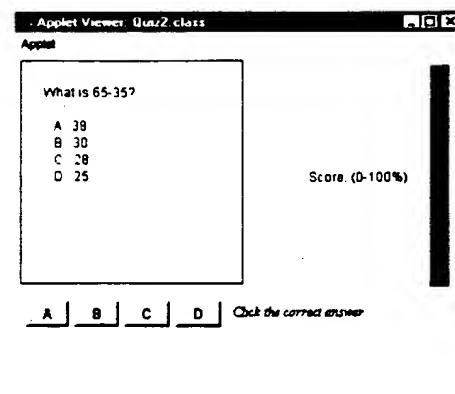 Applet Viewer: Quiz2.class
Applet
What is 65-35?
A 39
B 30
C 28
D 25
Score. (0-100%)
A B C D Click the correct answer